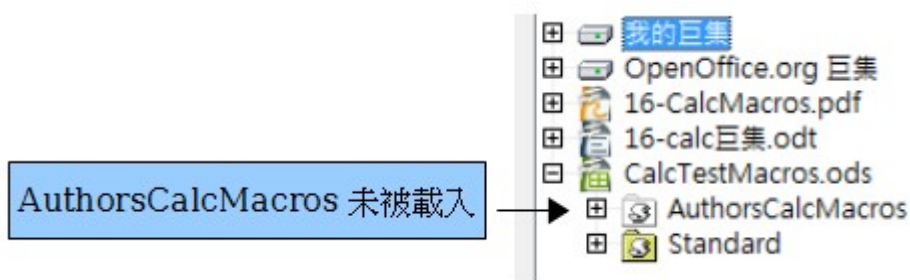 我的巨集
OpenOffice.org 巨集
16-CalcMacros.pdf
16-calc巨集.odt
CalcTestMacros.ods
AuthorsCalcMacros 未被載入
AuthorsCalcMacros
Standard